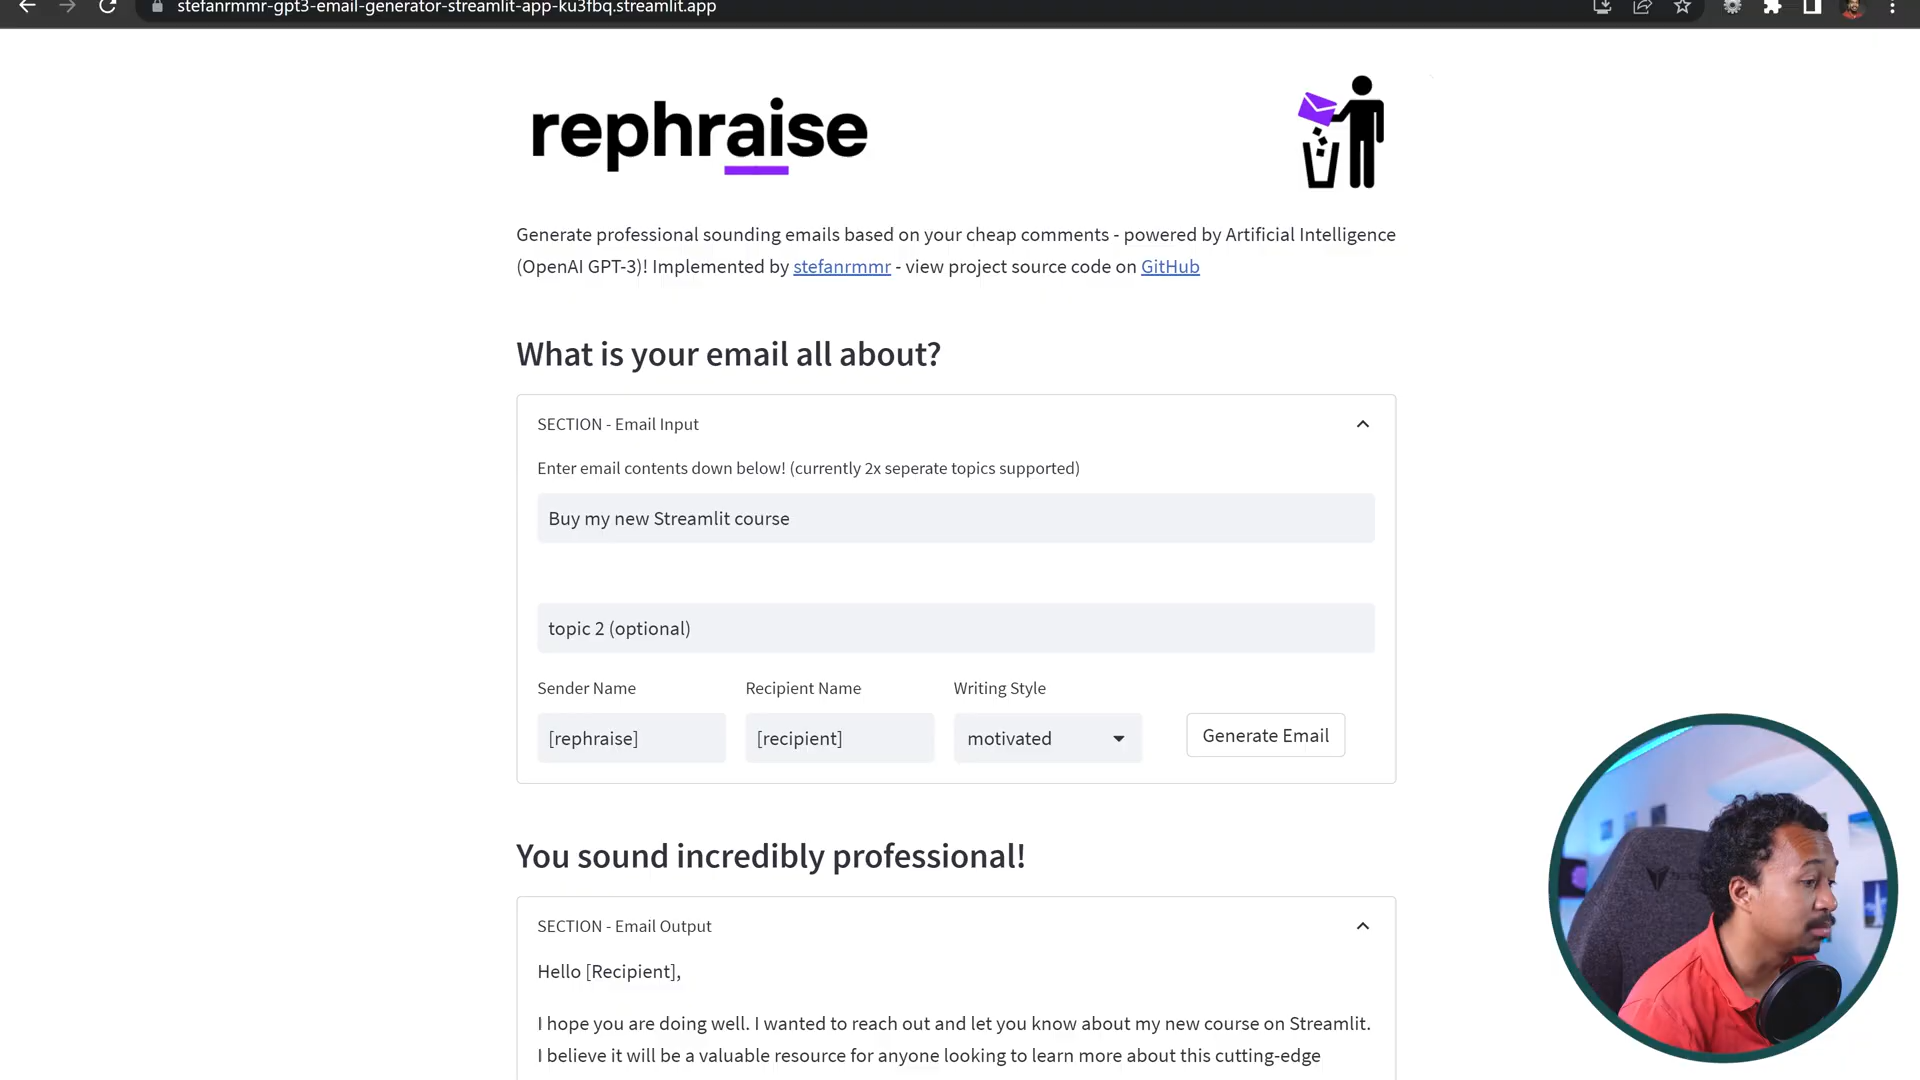 stefanrmmr-gpt3-email-generator-streamlit-app-ku3fbq.streamlit.app
rephraise
Generate professional sounding emails based on your cheap comments - powered by Artificial Intelligence
(OpenAI GPT-3)! Implemented by stefanrmmr - view project source code on GitHub
What is your email all about?
SECTION - Email Input
Enter email contents down below! (currently 2x seperate topics supported)
Buy my new Streamlit course
topic 2 (optional)
Sender Name
Recipient Name
Writing Style
[rephraise]
[recipient]
motivated
Generate Email
You sound incredibly professional!
SECTION - Email Output
Hello [Recipient],
I hope you are doing well. I wanted to reach out and let you know about my new course on Streamlit.
I believe it will be a valuable resource for anyone looking to learn more about this cutting-edge